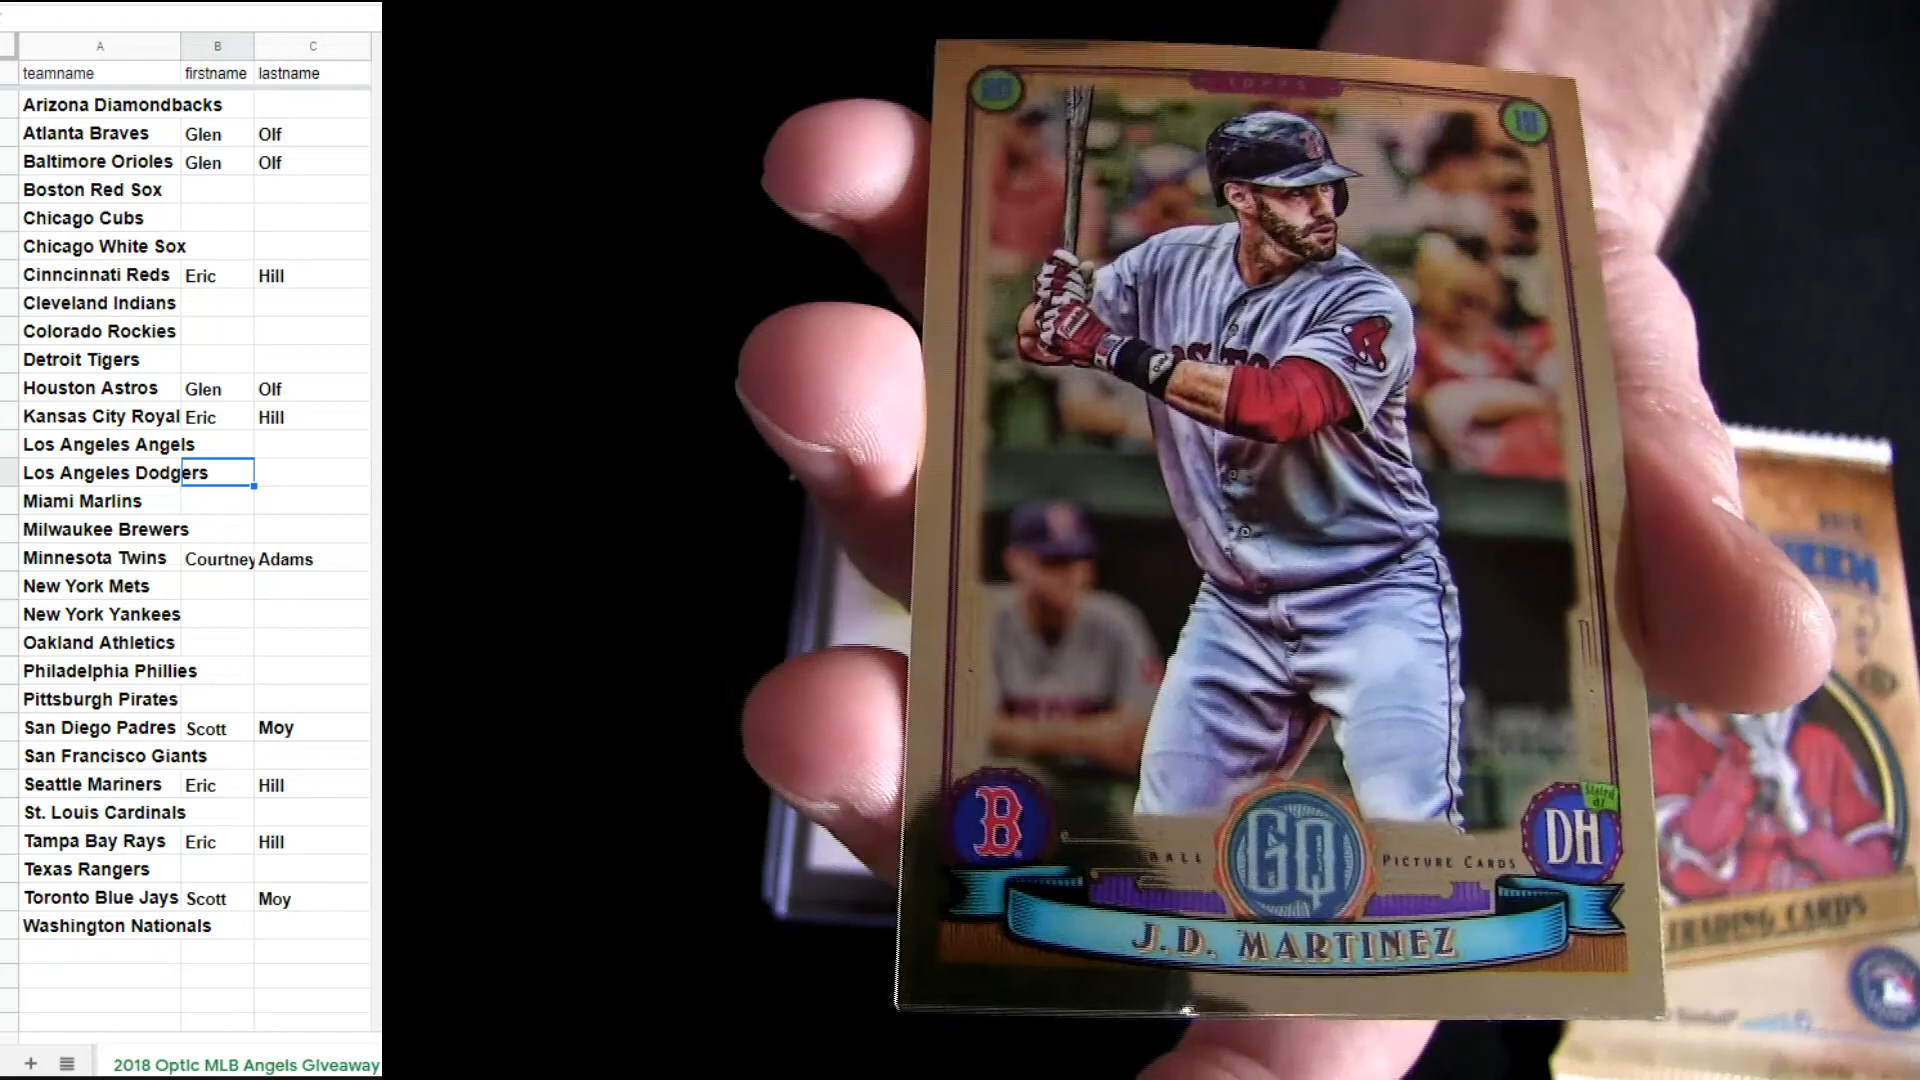 A B C
teamname firstname lastname
Arizona Diamondbacks
Atlanta Braves Glen Olf
Baltimore Orioles Glen Olf
Boston Red Sox
Chicago Cubs
Chicago White Sox
Cinncinnati Reds Eric Hill
Cleveland Indians
Colorado Rockies
Detroit Tigers
Houston Astros Glen Olf
Kansas City Royal Eric Hill
Los Angeles Angels
Los Angeles Dodgers
Miami Marlins
Milwaukee Brewers
Minnesota Twins Courtney Adams
New York Mets
New York Yankees
Oakland Athletics
Philadelphia Phillies
Pittsburgh Pirates
San Diego Padres Scott Moy
San Francisco Giants
Seattle Mariners Eric Hill
St. Louis Cardinals
Tampa Bay Rays Eric Hill
Texas Rangers
Toronto Blue Jays Scott Moy
Washington Nationals
2018 Optic MLB Angels Giveaway
TOPPS
B
GQ
PICTURE CARDS
DH
J.D. MARTINEZ
TRADING CARDS